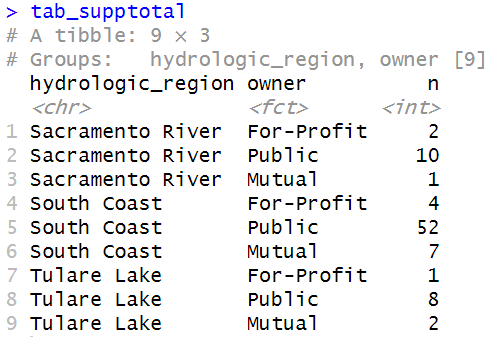 > tab_supptotal
# A tibble: 9 × 3
# Groups:   hydrologic_region, owner [9]
  hydrologic_region owner          n
  <chr>             <fct>      <int>
1 Sacramento River  For-Profit     2
2 Sacramento River  Public        10
3 Sacramento River  Mutual         1
4 South Coast       For-Profit     4
5 South Coast       Public        52
6 South Coast       Mutual         7
7 Tulare Lake       For-Profit     1
8 Tulare Lake       Public         8
9 Tulare Lake       Mutual         2